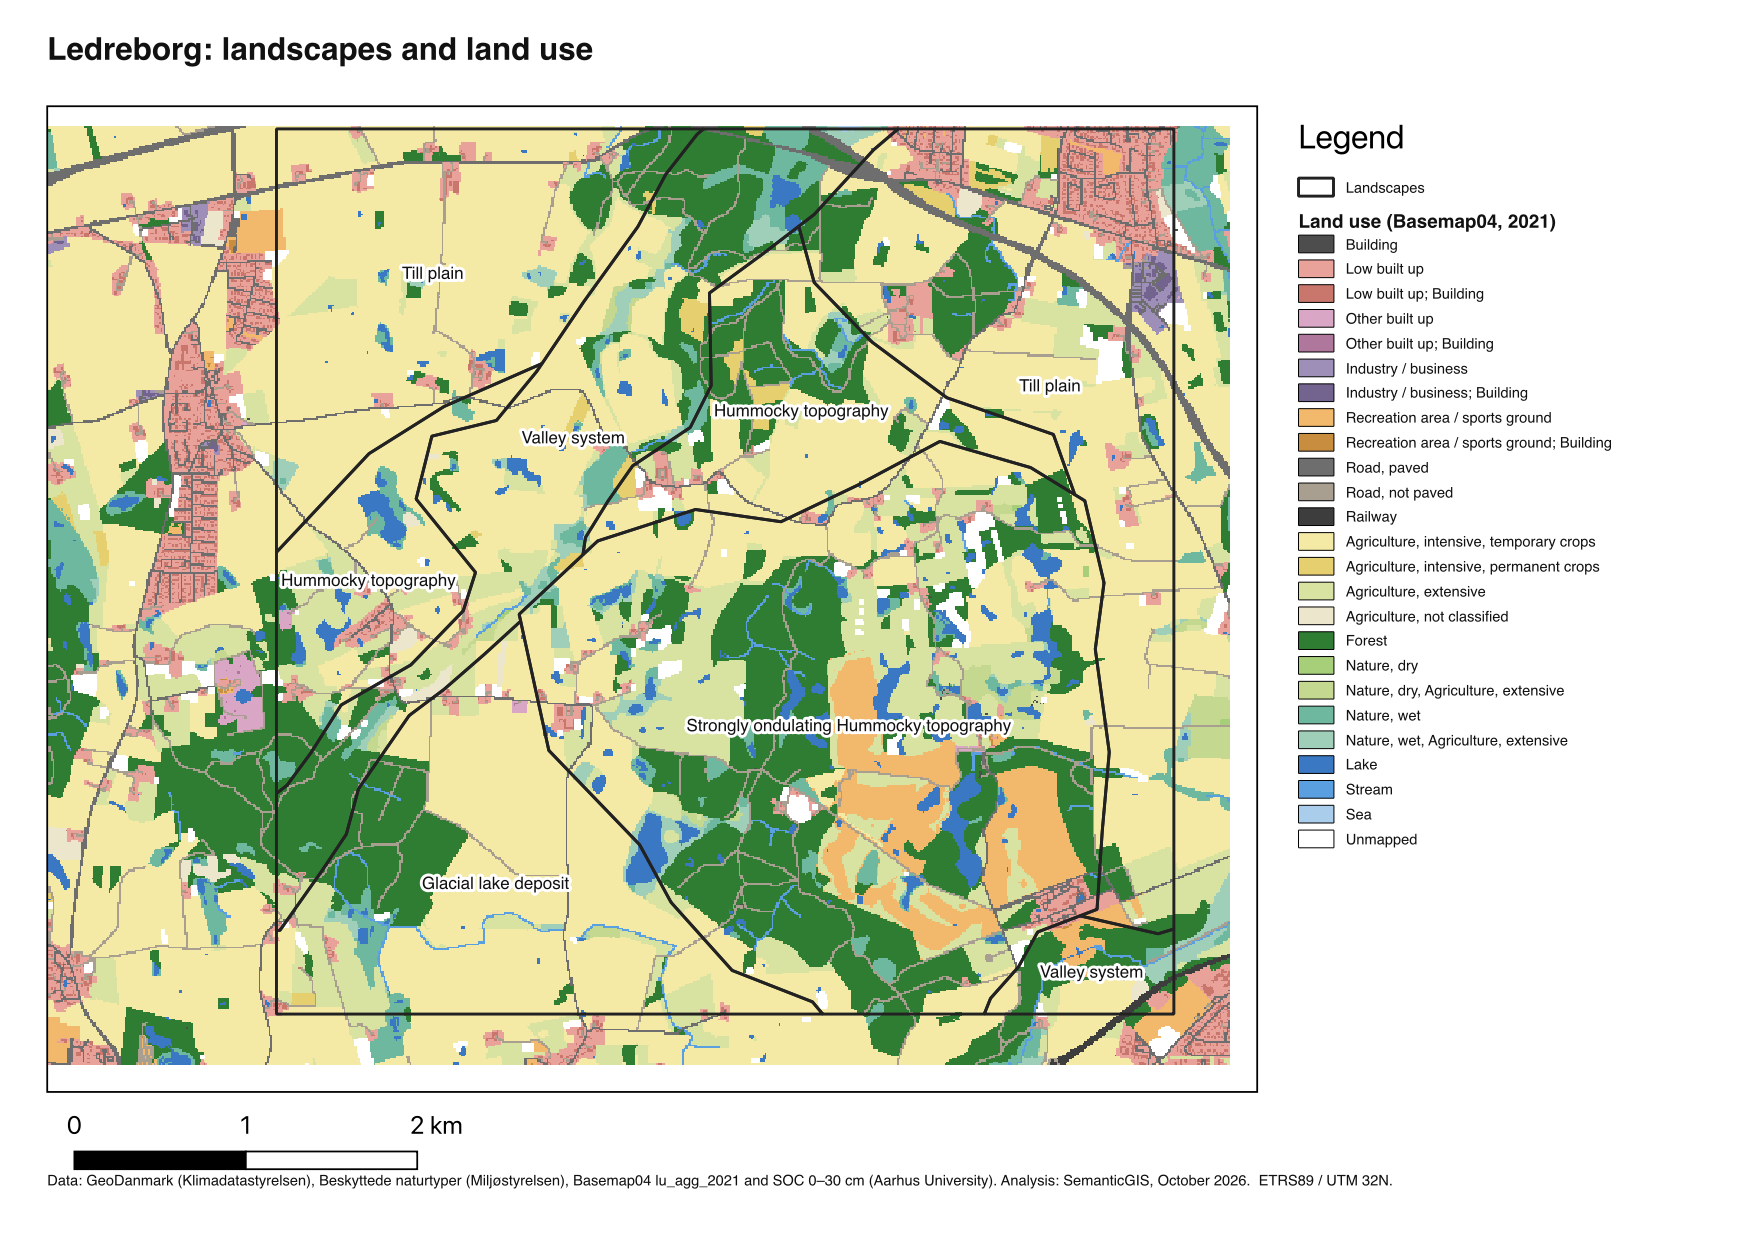 Ledreborg: landscapes and land use
Till plain
Till plain
Hummocky topography
Valley system
Hummocky topography
Strongly ondulating Hummocky topography
Glacial lake deposit
Valley system
Legend
Landscapes
Land use (Basemap04, 2021)
Building
Low built up
Low built up; Building
Other built up
Other built up; Building
Industry / business
Industry / business; Building
Recreation area / sports ground
Recreation area / sports ground; Building
Road, paved
Road, not paved
Railway
Agriculture, intensive, temporary crops
Agriculture, intensive, permanent crops
Agriculture, extensive
Agriculture, not classified
Forest
Nature, dry
Nature, dry, Agriculture, extensive
Nature, wet
Nature, wet, Agriculture, extensive
Lake
Stream
Sea
Unmapped
0 1 2 km
Data: GeoDanmark (Klimadatastyrelsen), Beskyttede naturtyper (Miljøstyrelsen), Basemap04 lu_agg_2021 and SOC 0–30 cm (Aarhus University). Analysis: SemanticGIS, October 2026. ETRS89 / UTM 32N.